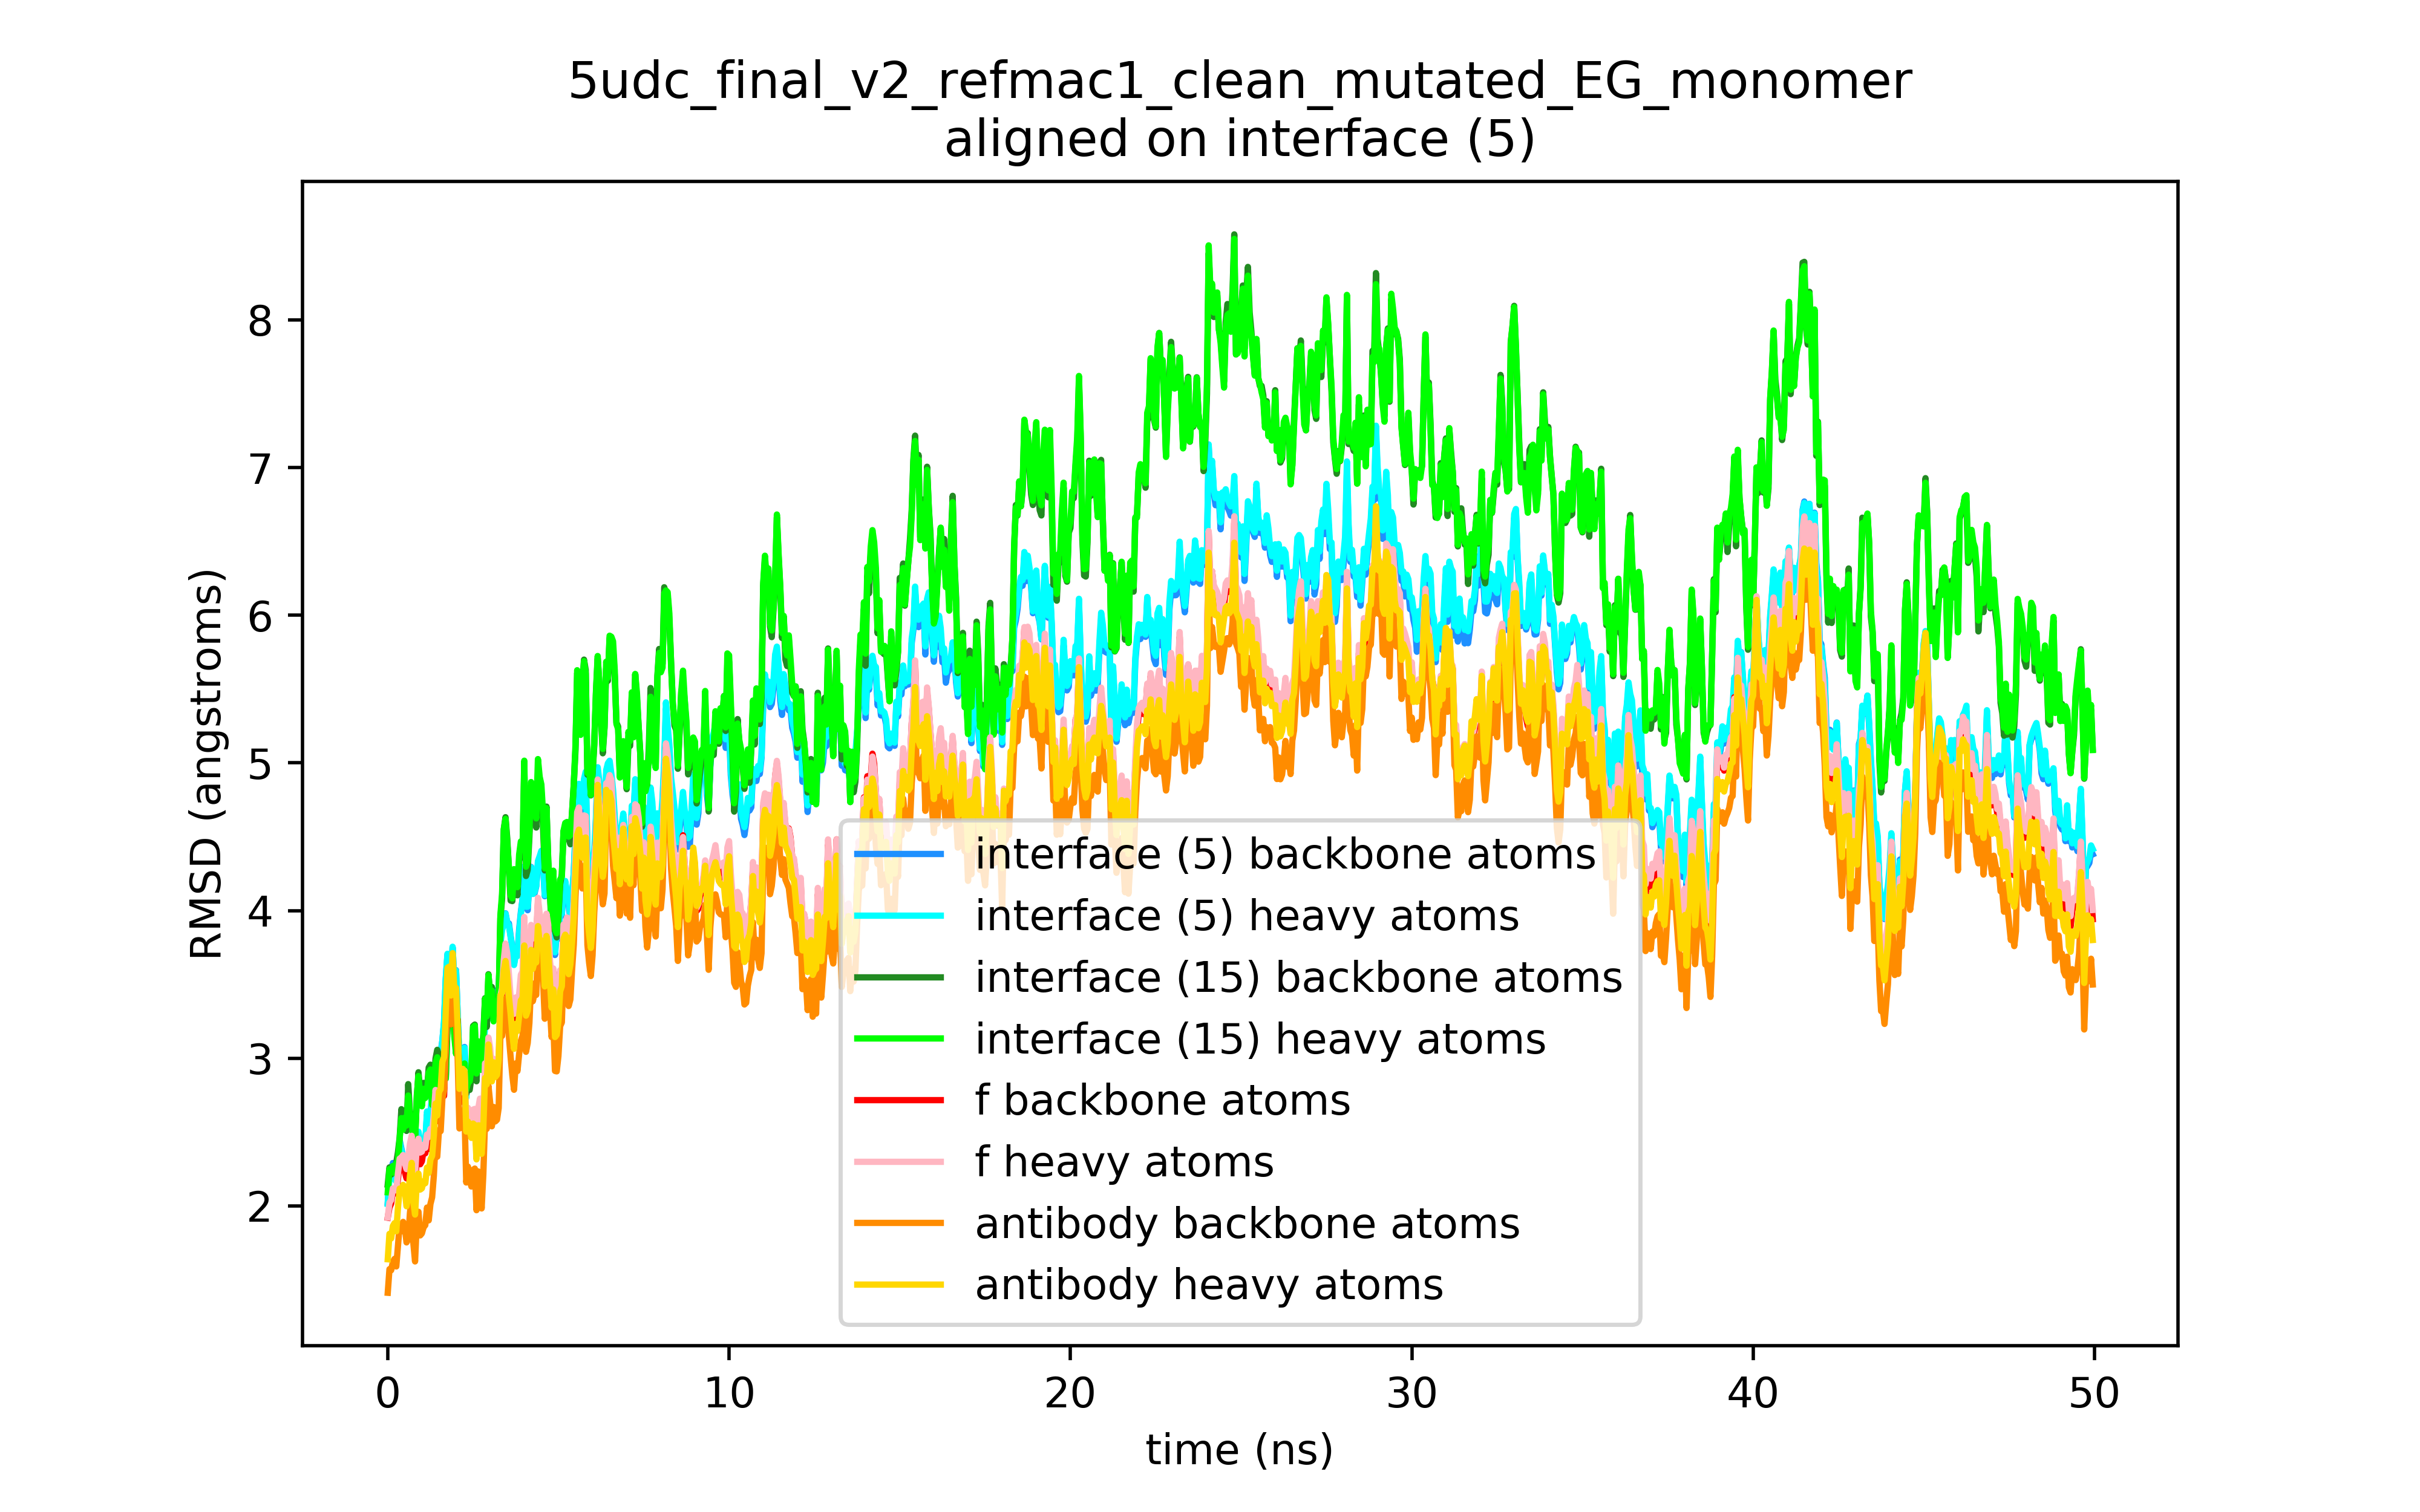 5udc_final_v2_refmac1_clean_mutated_EG_monomer
aligned on interface (5)
RMSD (angstroms)
8
7
6
5
4
3
2
interface (5) backbone atoms
interface (5) heavy atoms
interface (15) backbone atoms
interface (15) heavy atoms
f backbone atoms
f heavy atoms
antibody backbone atoms
antibody heavy atoms
0 10 20 30 40 50
time (ns)